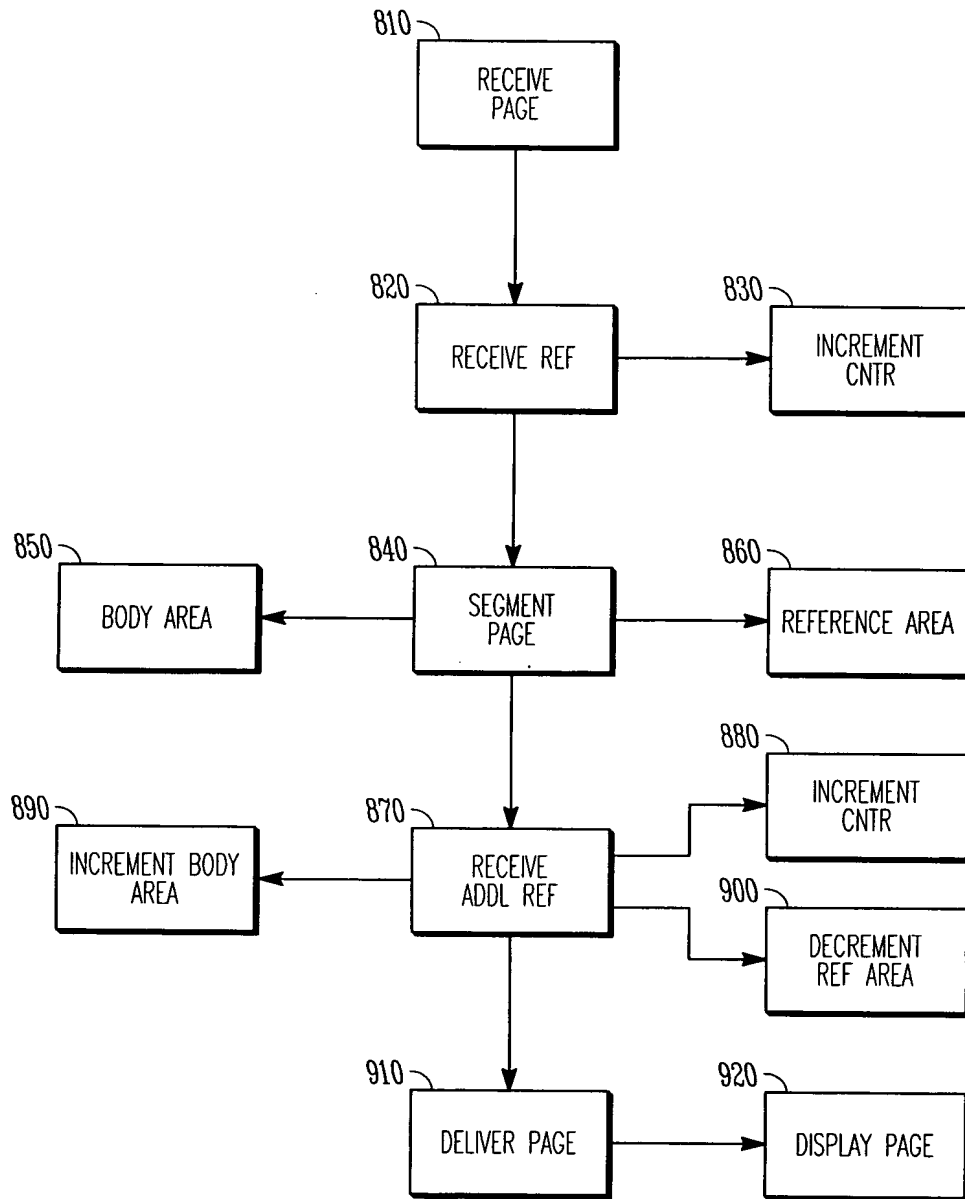 810
RECEIVE
PAGE
820
RECEIVE REF
830
INCREMENT
CNTR
850
BODY AREA
840
SEGMENT
PAGE
860
REFERENCE AREA
880
INCREMENT
CNTR
890
INCREMENT BODY
AREA
870
RECEIVE
ADDL REF
900
DECREMENT
REF AREA
910
DELIVER PAGE
920
DISPLAY PAGE